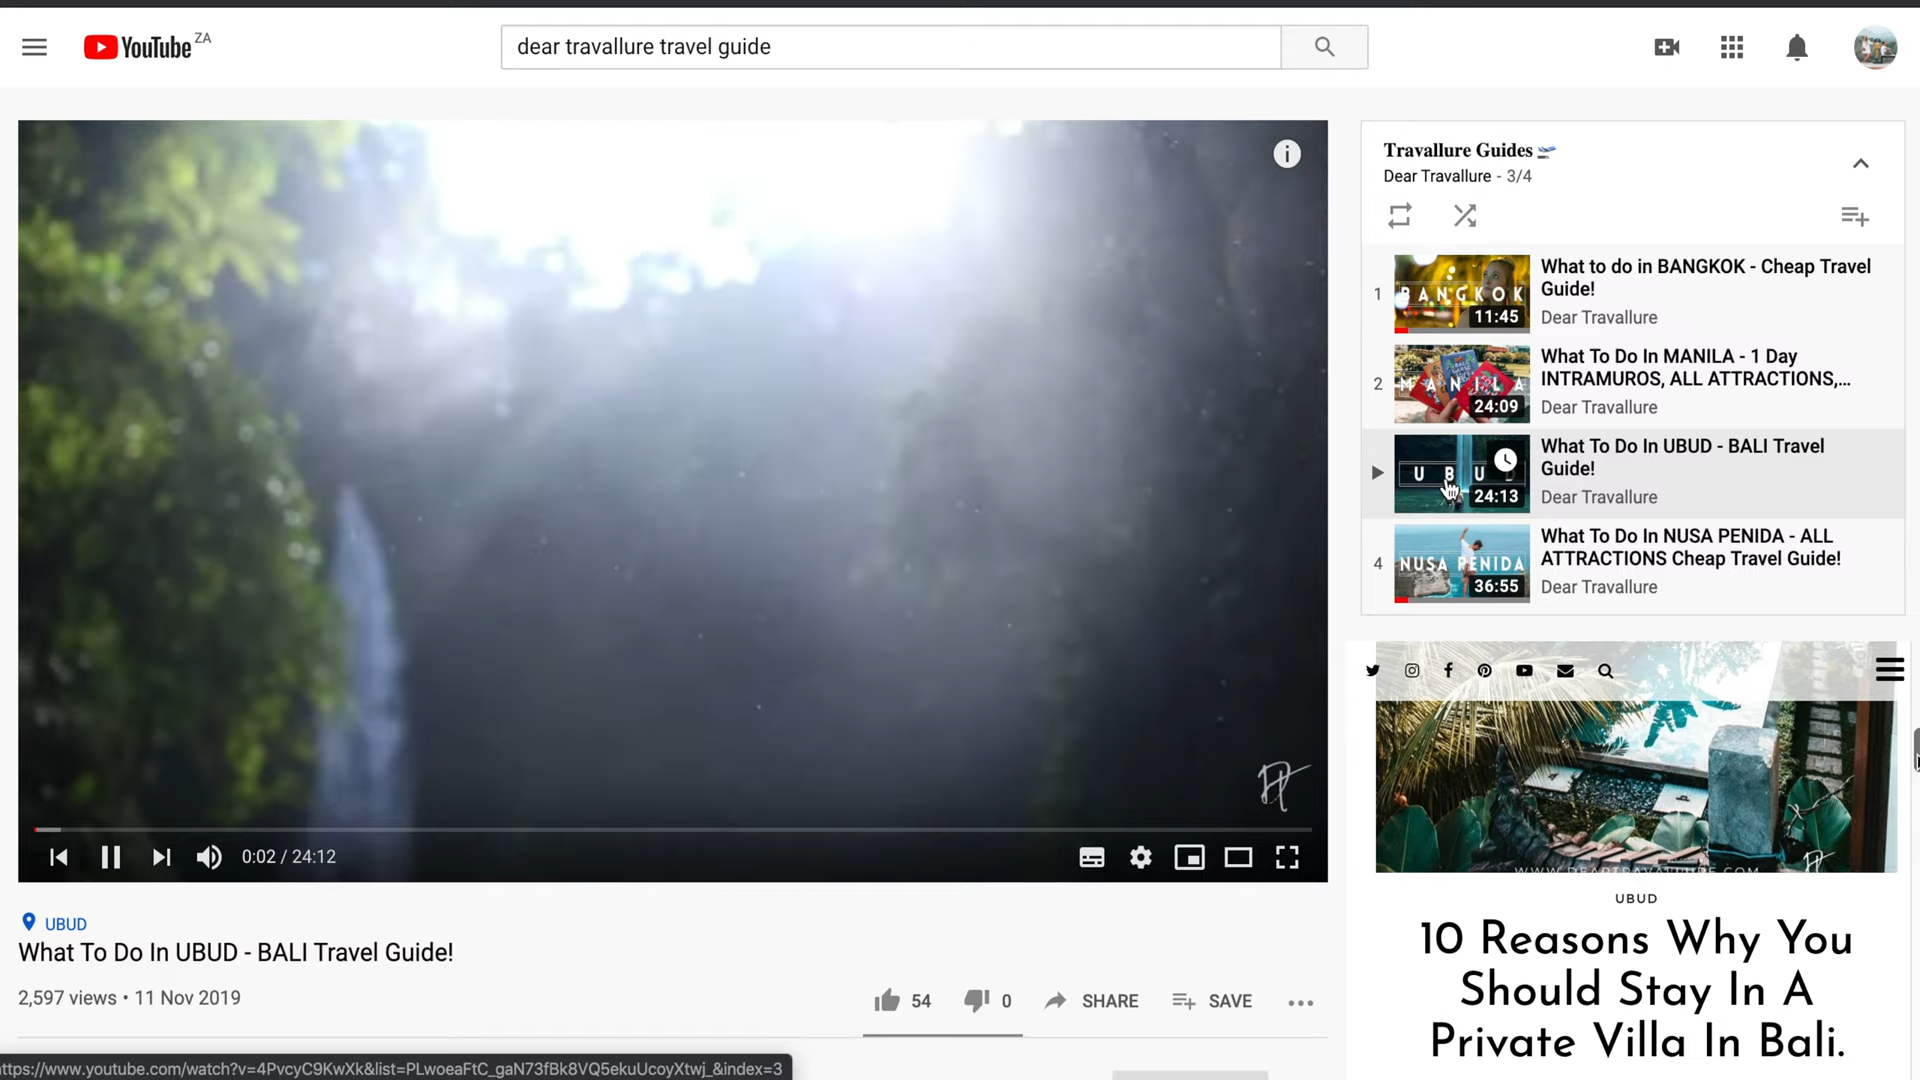 YouTube ZA
dear travallure travel guide
Travallure Guides
Dear Travallure - 3/4
1
BANGKOK
11:45
What to do in BANGKOK - Cheap Travel
Guide!
Dear Travallure
2
MANILA
24:09
What To Do In MANILA - 1 Day
INTRAMUROS, ALL ATTRACTIONS,...
Dear Travallure
UBUD
24:13
What To Do In UBUD - BALI Travel
Guide!
Dear Travallure
4
NUSA PENIDA
36:55
What To Do In NUSA PENIDA - ALL
ATTRACTIONS Cheap Travel Guide!
Dear Travallure
0:02 / 24:12
UBUD
What To Do In UBUD - BALI Travel Guide!
2,597 views • 11 Nov 2019
54
0
SHARE
SAVE
WWW.DEARTRAVALLURE.COM
UBUD
10 Reasons Why You
Should Stay In A
Private Villa In Bali.
ttps://www.youtube.com/watch?v=4PvcyC9KwXk&list=PLwoeaFtC_gaN73fBk8VQ5ekuUcoyXtwj_&index=3